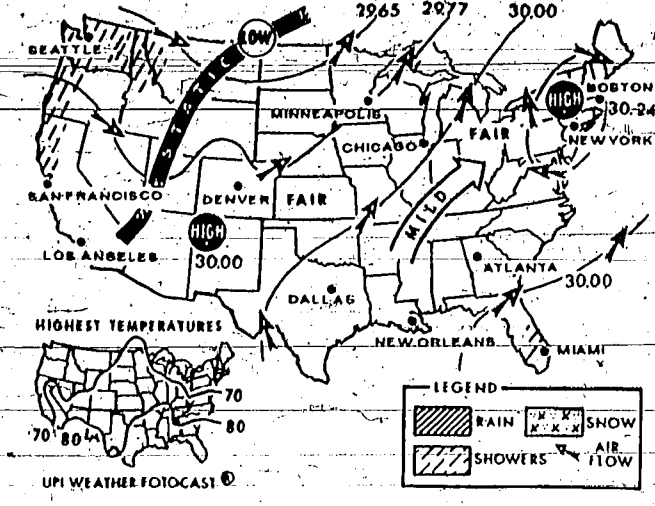 29.65 29.77 30.00
SEATTLE
LOW
STATIC
MINNEAPOLIS
HIGH
BOSTON
30.24
NEW YORK
CHICAGO
FAIR
SAN FRANCISCO
DENVER
FAIR
MILD
HIGH
30.00
LOS ANGELES
ATLANTA
30.00
DALLAS
NEW ORLEANS
MIAMI
HIGHEST TEMPERATURES
70
80
70 80
UPI WEATHER FOTOCAST ®
LEGEND
RAIN
SNOW
SHOWERS
AIR
FLOW